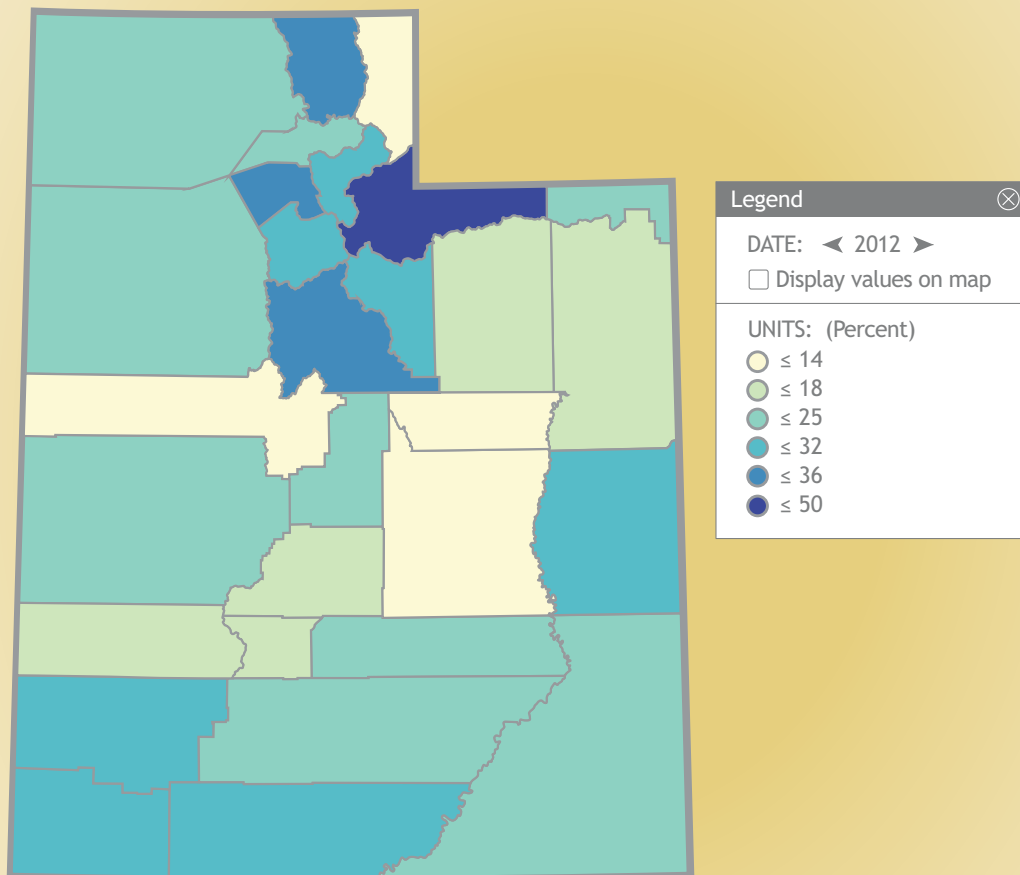 Legend
DATE: 2012
Display values on map
UNITS: (Percent)
≤ 14
≤ 18
≤ 25
≤ 32
≤ 36
≤ 50